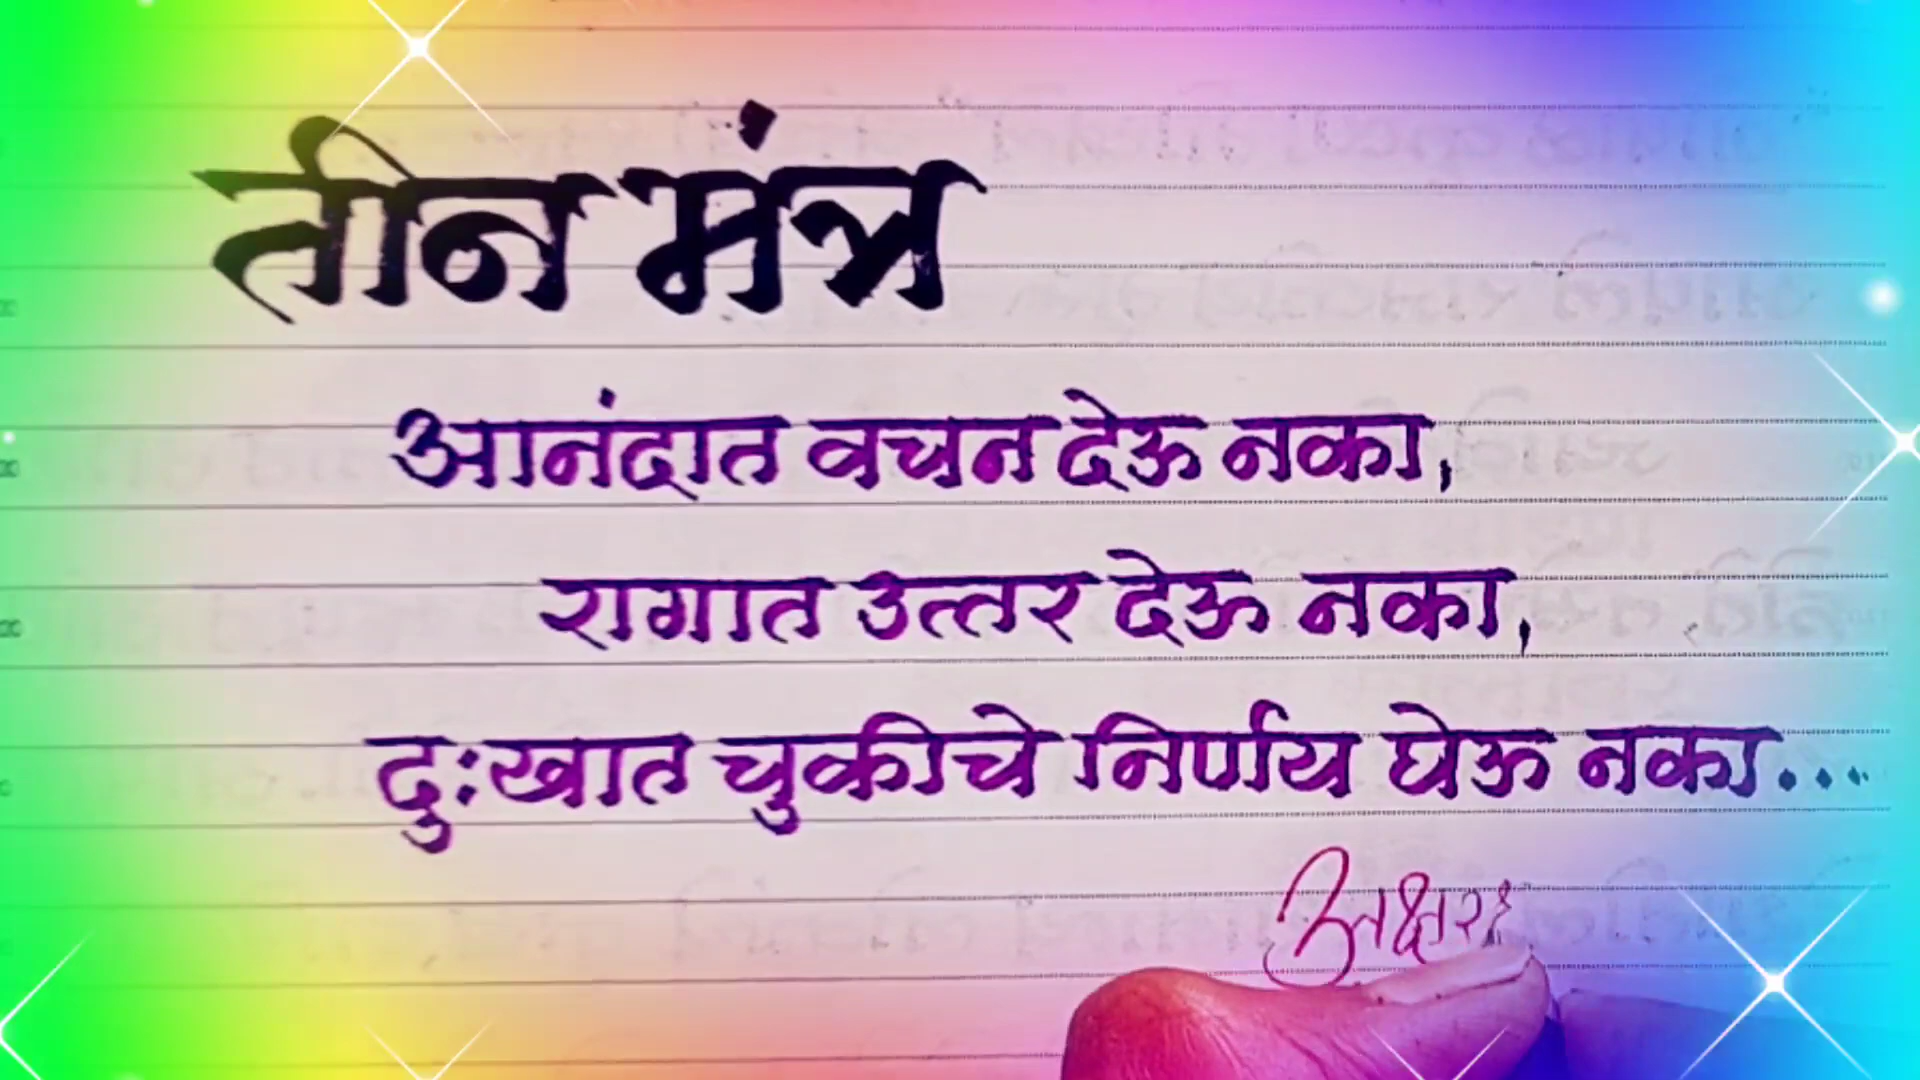 तीन मंत्र
आनंदात वचन देऊ नका,
रागात उत्तर देऊ नका,
दुःखात चुकीचे निर्णय घेऊ नका...